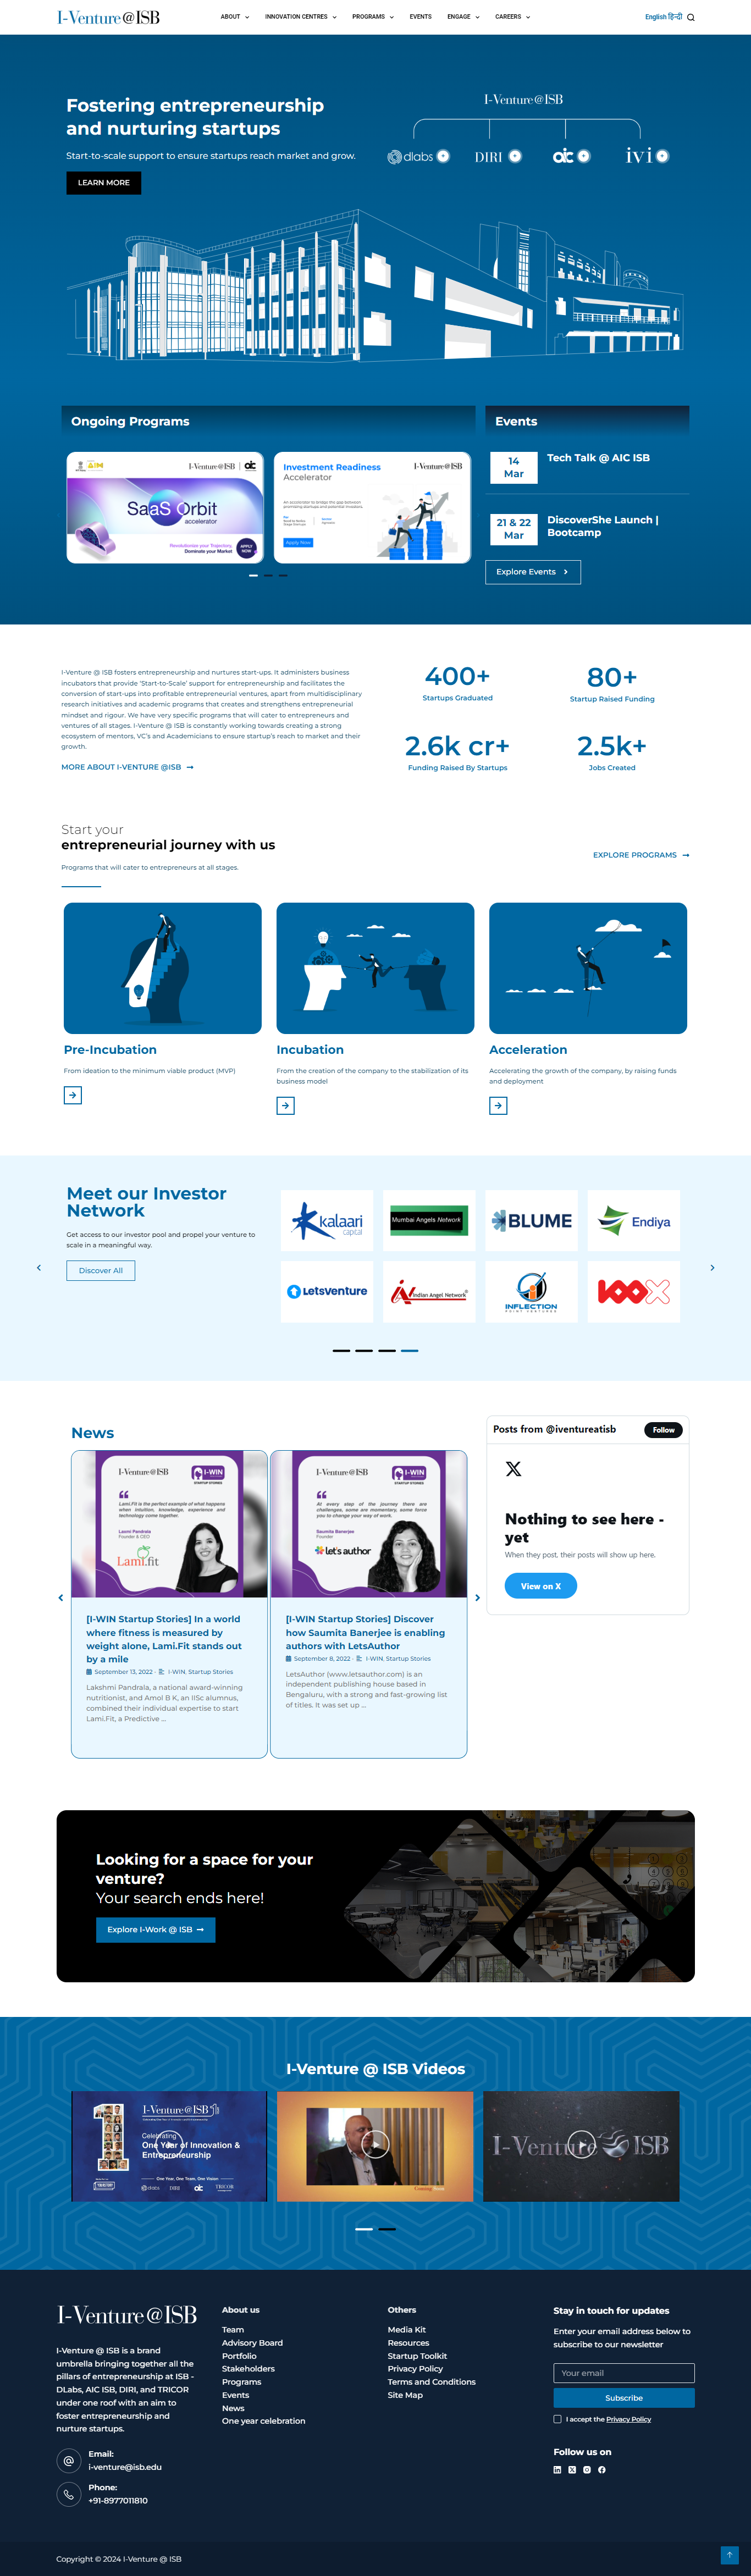 I-Venture@ISB
ABOUT
INNOVATION CENTRES
PROGRAMS
EVENTS
ENGAGE
CAREERS
English हिन्दी
Fostering entrepreneurship
and nurturing startups
Start-to-scale support to ensure startups reach market and grow.
LEARN MORE
I-Venture@ISB
dlabs
DIRI
aic
ivi
Ongoing Programs
AIM
I-Venture@ISB
aic
SaaS Orbit
accelerator
Revolutionize your Trajectory,
Dominate your Market
APPLY NOW
Investment Readiness
Accelerator
I-Venture@ISB
Apply Now
Events
14
Mar
Tech Talk @ AIC ISB
21 & 22
Mar
DiscoverShe Launch |
Bootcamp
Explore Events
I-Venture @ ISB fosters entrepreneurship and nurtures start-ups. It administers business
incubators that provide ‘Start-to-Scale’ support for entrepreneurship and facilitates the
conversion of start-ups into profitable entrepreneurial ventures, apart from multidisciplinary
research initiatives and academic programs that creates and strengthens entrepreneurial
mindset and rigour. We have very specific programs that will cater to entrepreneurs and
ventures of all stages. I-Venture @ ISB is constantly working towards creating a strong
ecosystem of mentors, VC’s and Academicians to ensure startup’s reach to market and their
growth.
MORE ABOUT I-VENTURE @ISB
400+
Startups Graduated
80+
Startup Raised Funding
2.6k cr+
Funding Raised By Startups
2.5k+
Jobs Created
Start your
entrepreneurial journey with us
Programs that will cater to entrepreneurs at all stages.
EXPLORE PROGRAMS
Pre-Incubation
From ideation to the minimum viable product (MVP)
Incubation
From the creation of the company to the stabilization of its
business model
Acceleration
Accelerating the growth of the company, by raising funds
and deployment
Meet our Investor
Network
Get access to our investor pool and propel your venture to
scale in a meaningful way.
Discover All
kalaari
capital
Mumbai Angels Network
BLUME
Endiya
LETSVENTURE
Indian Angel Network
INFLECTION
POINT VENTURES
100X
News
I-Venture@ISB
I-WIN
STARTUP STORIES
Lami.Fit is the perfect example of what happens
when intuition, knowledge, experience and
technology come together.
Laxmi Pandrala
Founder & CEO
Lami.fit
[I-WIN Startup Stories] In a world
where fitness is measured by
weight alone, Lami.Fit stands out
by a mile
September 13, 2022 · I-WIN, Startup Stories
Lakshmi Pandrala, a national award-winning
nutritionist, and Amol B K, an IISc alumnus,
combined their individual expertise to start
Lami.Fit, a Predictive ...
I-Venture@ISB
I-WIN
STARTUP STORIES
At every step of the journey, there are
challenges, some you can foresee, some are
momentary, and some you just want to
overcome.
Saumita Banerjee
Founder
let's author
[I-WIN Startup Stories] Discover
how Saumita Banerjee is enabling
authors with LetsAuthor
September 8, 2022 · I-WIN, Startup Stories
LetsAuthor (www.letsauthor.com) is an
independent publishing house based in
Bengaluru, with a strong and fast-growing list
of titles. It was set up ...
Posts from @iventureatisb
Follow
Nothing to see here -
yet
When they post, their posts will show up here.
View on X
Looking for a space for your
venture?
Your search ends here!
Explore I-Work @ ISB
I-Venture @ ISB Videos
I-Venture@ISB
Celebrating
One Year of Innovation &
Entrepreneurship
One Year, One Team, One Vision
dlabs
DIRI
aic
TRICOR
Coming Soon
I-Venture@ISB
I-Venture@ISB
I-Venture @ ISB is a brand
umbrella bringing together all the
pillars of entrepreneurship at ISB -
DLabs, AIC ISB, DIRI, and TRICOR
under one roof with an aim to
foster entrepreneurship and
nurture startups.
Email:
i-venture@isb.edu
Phone:
+91-8977011810
About us
Team
Advisory Board
Portfolio
Stakeholders
Programs
Events
News
One year celebration
Others
Media Kit
Resources
Startup Toolkit
Privacy Policy
Terms and Conditions
Site Map
Stay in touch for updates
Enter your email address below to
subscribe to our newsletter
Your email
Subscribe
I accept the Privacy Policy
Follow us on
Copyright © 2024 I-Venture @ ISB